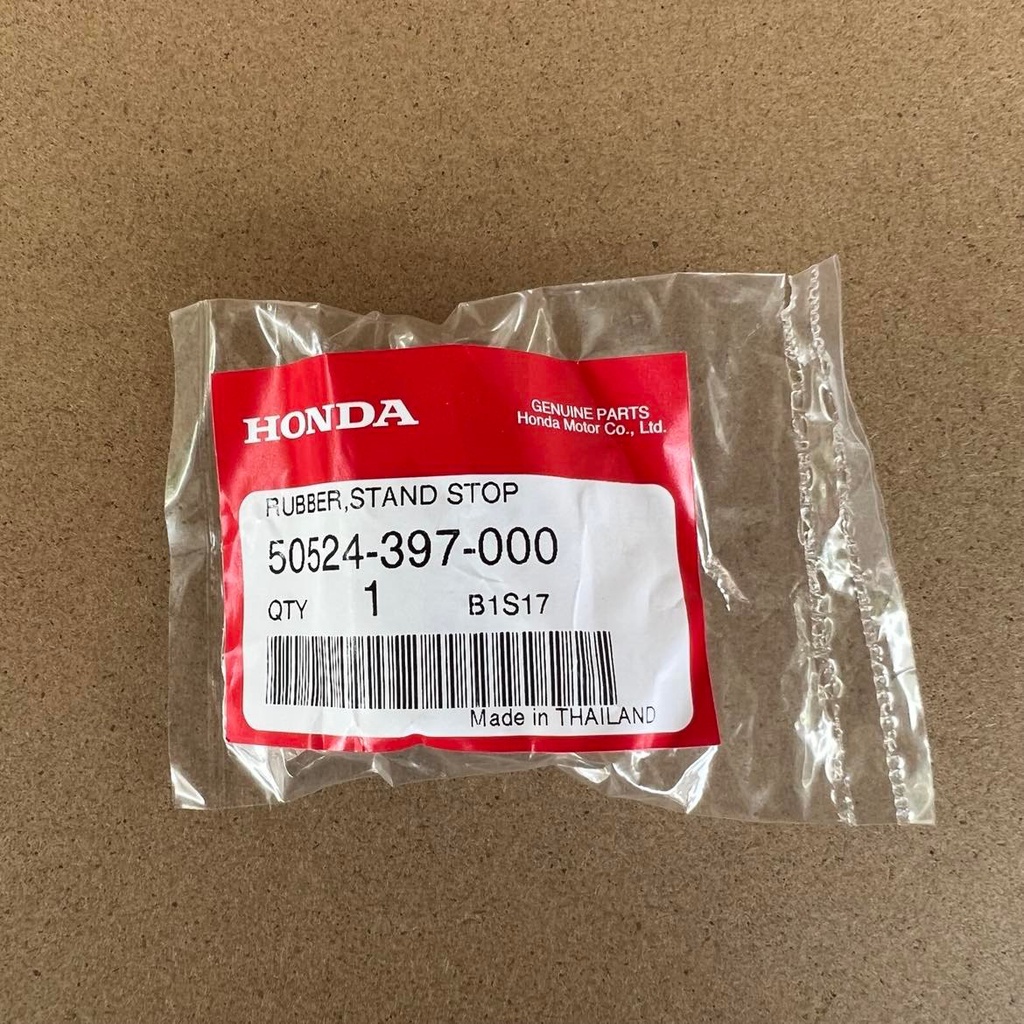 HONDA
GENUINE PARTS
Honda Motor Co., Ltd.
RUBBER,STAND STOP
50524-397-000
QTY 1 B1S17
Made in THAILAND